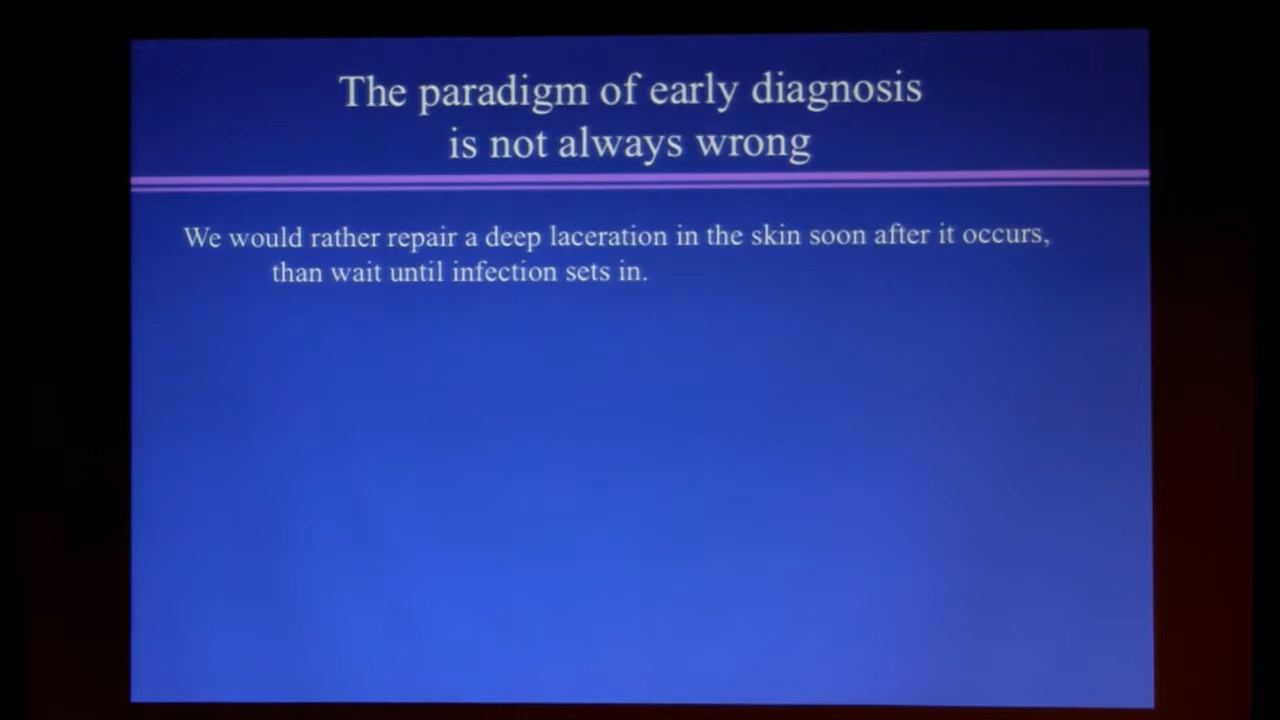 The paradigm of early diagnosis
is not always wrong
We would rather repair a deep laceration in the skin soon after it occurs,
than wait until infection sets in.